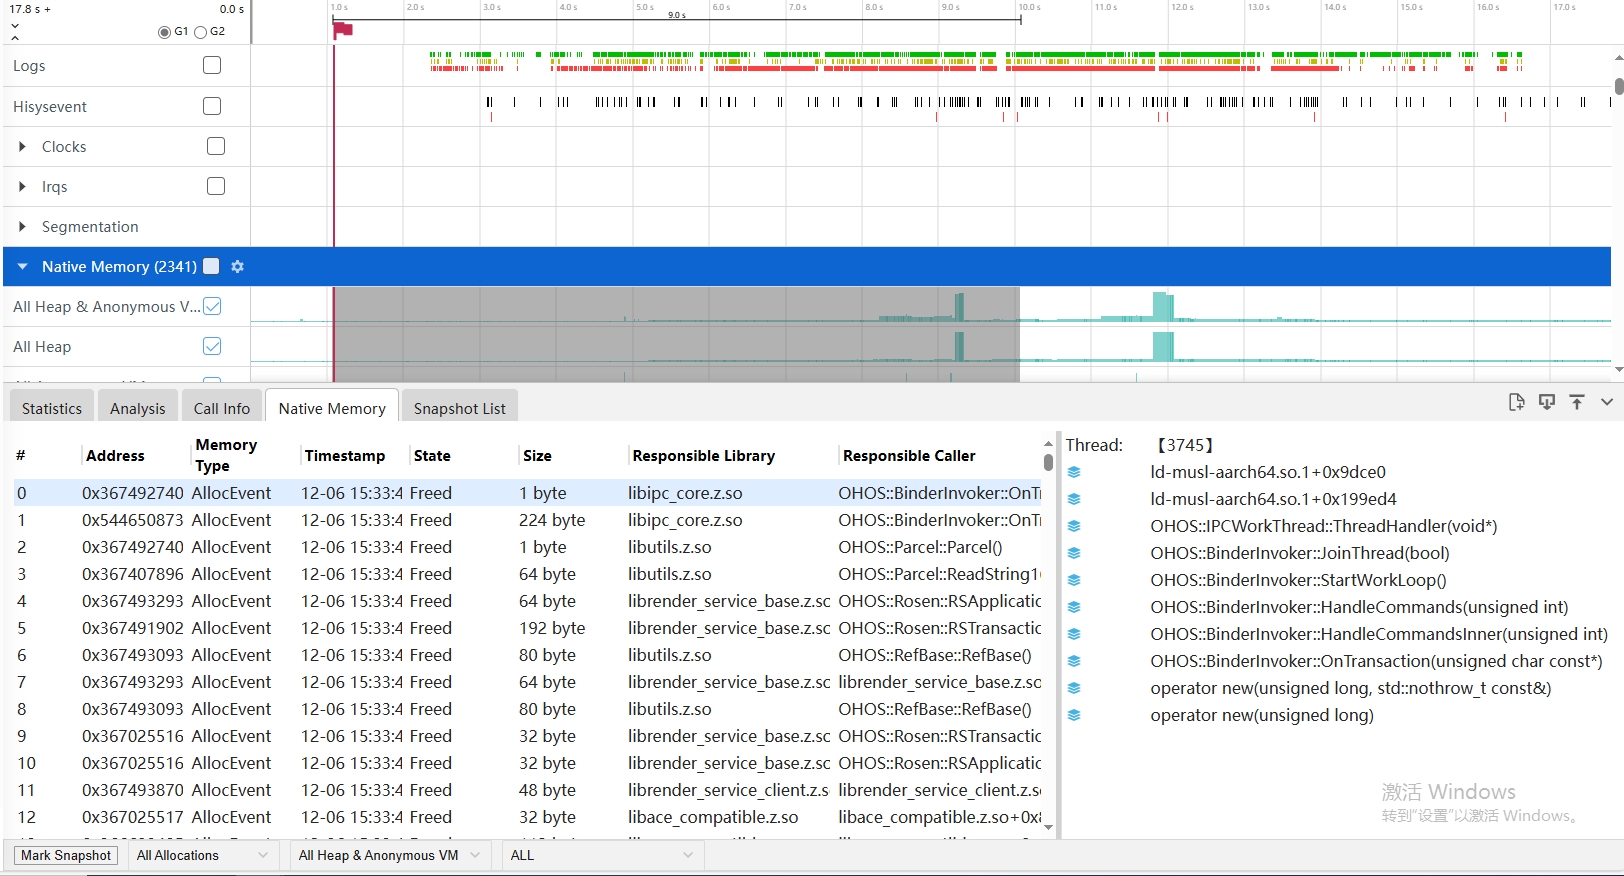 17.8 s +
0.0 s
G1 G2
1.0 s 2.0 s 3.0 s 4.0 s 5.0 s 6.0 s 7.0 s 8.0 s 9.0 s 10.0 s 11.0 s 12.0 s 13.0 s 14.0 s 15.0 s 16.0 s 17.0 s
9.0 s
Logs
Hisysevent
Clocks
Irqs
Segmentation
Native Memory (2341)
All Heap & Anonymous V...
All Heap
Statistics Analysis Call Info Native Memory Snapshot List
# Address Memory Type Timestamp State Size Responsible Library Responsible Caller
0 0x367492740 AllocEvent 12-06 15:33:4 Freed 1 byte libipc_core.z.so OHOS::BinderInvoker::OnTr
1 0x544650873 AllocEvent 12-06 15:33:4 Freed 224 byte libipc_core.z.so OHOS::BinderInvoker::OnTr
2 0x367492740 AllocEvent 12-06 15:33:4 Freed 1 byte libutils.z.so OHOS::Parcel::Parcel()
3 0x367407896 AllocEvent 12-06 15:33:4 Freed 64 byte libutils.z.so OHOS::Parcel::ReadString1
4 0x367493293 AllocEvent 12-06 15:33:4 Freed 64 byte librender_service_base.z.so OHOS::Rosen::RSApplicatic
5 0x367491902 AllocEvent 12-06 15:33:4 Freed 192 byte librender_service_base.z.so OHOS::Rosen::RSTransactic
6 0x367493093 AllocEvent 12-06 15:33:4 Freed 80 byte libutils.z.so OHOS::RefBase::RefBase()
7 0x367493293 AllocEvent 12-06 15:33:4 Freed 64 byte librender_service_base.z.so librender_service_base.z.so
8 0x367493093 AllocEvent 12-06 15:33:4 Freed 80 byte libutils.z.so OHOS::RefBase::RefBase()
9 0x367025516 AllocEvent 12-06 15:33:4 Freed 32 byte librender_service_base.z.so OHOS::Rosen::RSTransactic
10 0x367025516 AllocEvent 12-06 15:33:4 Freed 32 byte librender_service_base.z.so OHOS::Rosen::RSApplicatic
11 0x367493870 AllocEvent 12-06 15:33:4 Freed 48 byte librender_service_client.z.s librender_service_client.z.s
12 0x367025517 AllocEvent 12-06 15:33:4 Freed 32 byte libace_compatible.z.so libace_compatible.z.so+0x
Thread: 【3745】
ld-musl-aarch64.so.1+0x9dce0
ld-musl-aarch64.so.1+0x199ed4
OHOS::IPCWorkThread::ThreadHandler(void*)
OHOS::BinderInvoker::JoinThread(bool)
OHOS::BinderInvoker::StartWorkLoop()
OHOS::BinderInvoker::HandleCommands(unsigned int)
OHOS::BinderInvoker::HandleCommandsInner(unsigned int)
OHOS::BinderInvoker::OnTransaction(unsigned char const*)
operator new(unsigned long, std::nothrow_t const&)
operator new(unsigned long)
激活 Windows
转到“设置”以激活 Windows。
Mark Snapshot All Allocations All Heap & Anonymous VM ALL